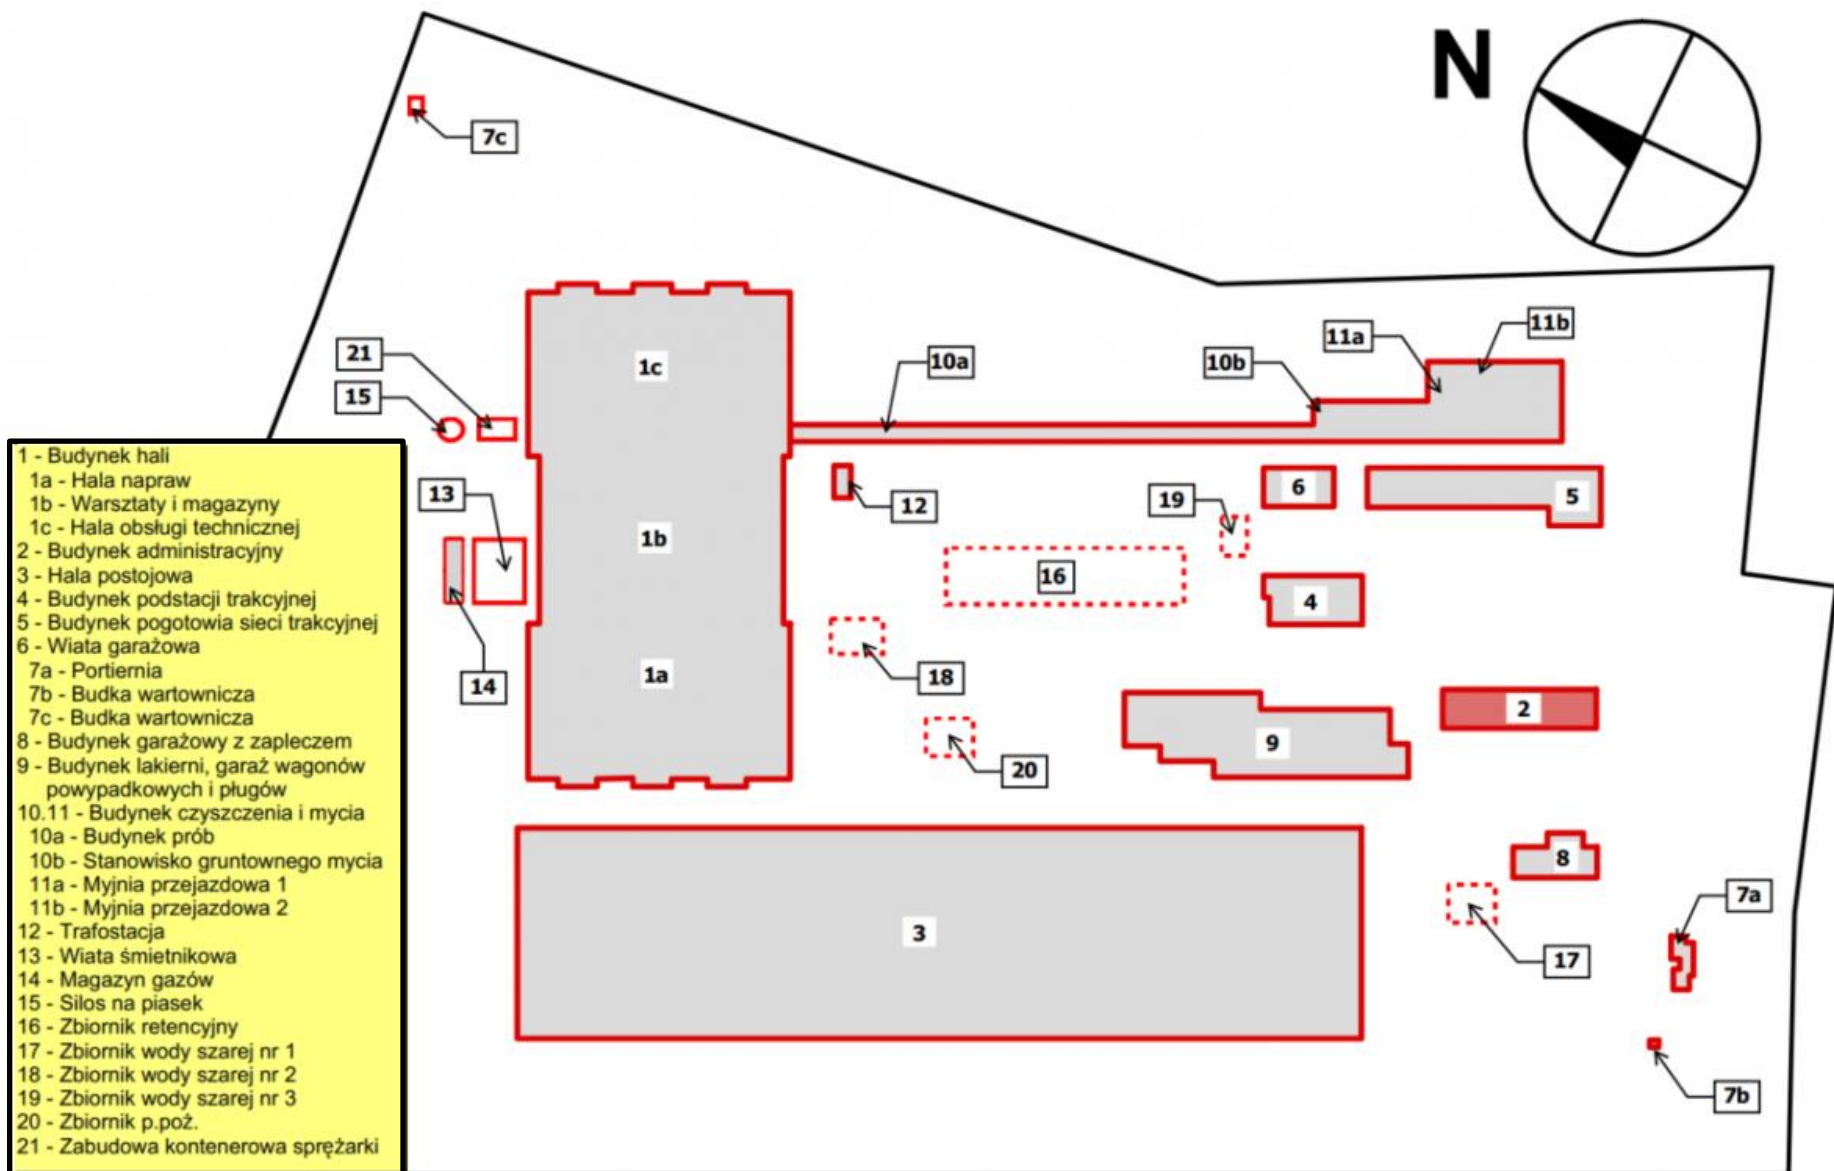 N
7c
11b
11a
21
10a
10b
1c
15
1 - Budynek hali
1a - Hala napraw
1b - Warsztaty i magazyny
1c - Hala obsługi technicznej
2 - Budynek administracyjny
3 - Hala postojowa
4 - Budynek podstacji trakcyjnej
5 - Budynek pogotowia sieci trakcyjnej
6 - Wiata garażowa
7a - Portiernia
7b - Budka wartownicza
7c - Budka wartownicza
8 - Budynek garażowy z zapleczem
9 - Budynek lakierni, garaż wagonów
powypadkowych i pługów
10.11 - Budynek czyszczenia i mycia
10a - Budynek prób
10b - Stanowisko gruntownego mycia
11a - Myjnia przejazdowa 1
11b - Myjnia przejazdowa 2
12 - Trafostacja
13 - Wiata śmietnikowa
14 - Magazyn gazów
15 - Silos na piasek
16 - Zbiornik retencyjny
17 - Zbiornik wody szarej nr 1
18 - Zbiornik wody szarej nr 2
19 - Zbiornik wody szarej nr 3
20 - Zbiornik p.poż.
21 - Zabudowa kontenerowa sprężarki
13
12
19
6
5
1b
16
4
14
1a
18
2
9
20
8
3
7a
17
7b